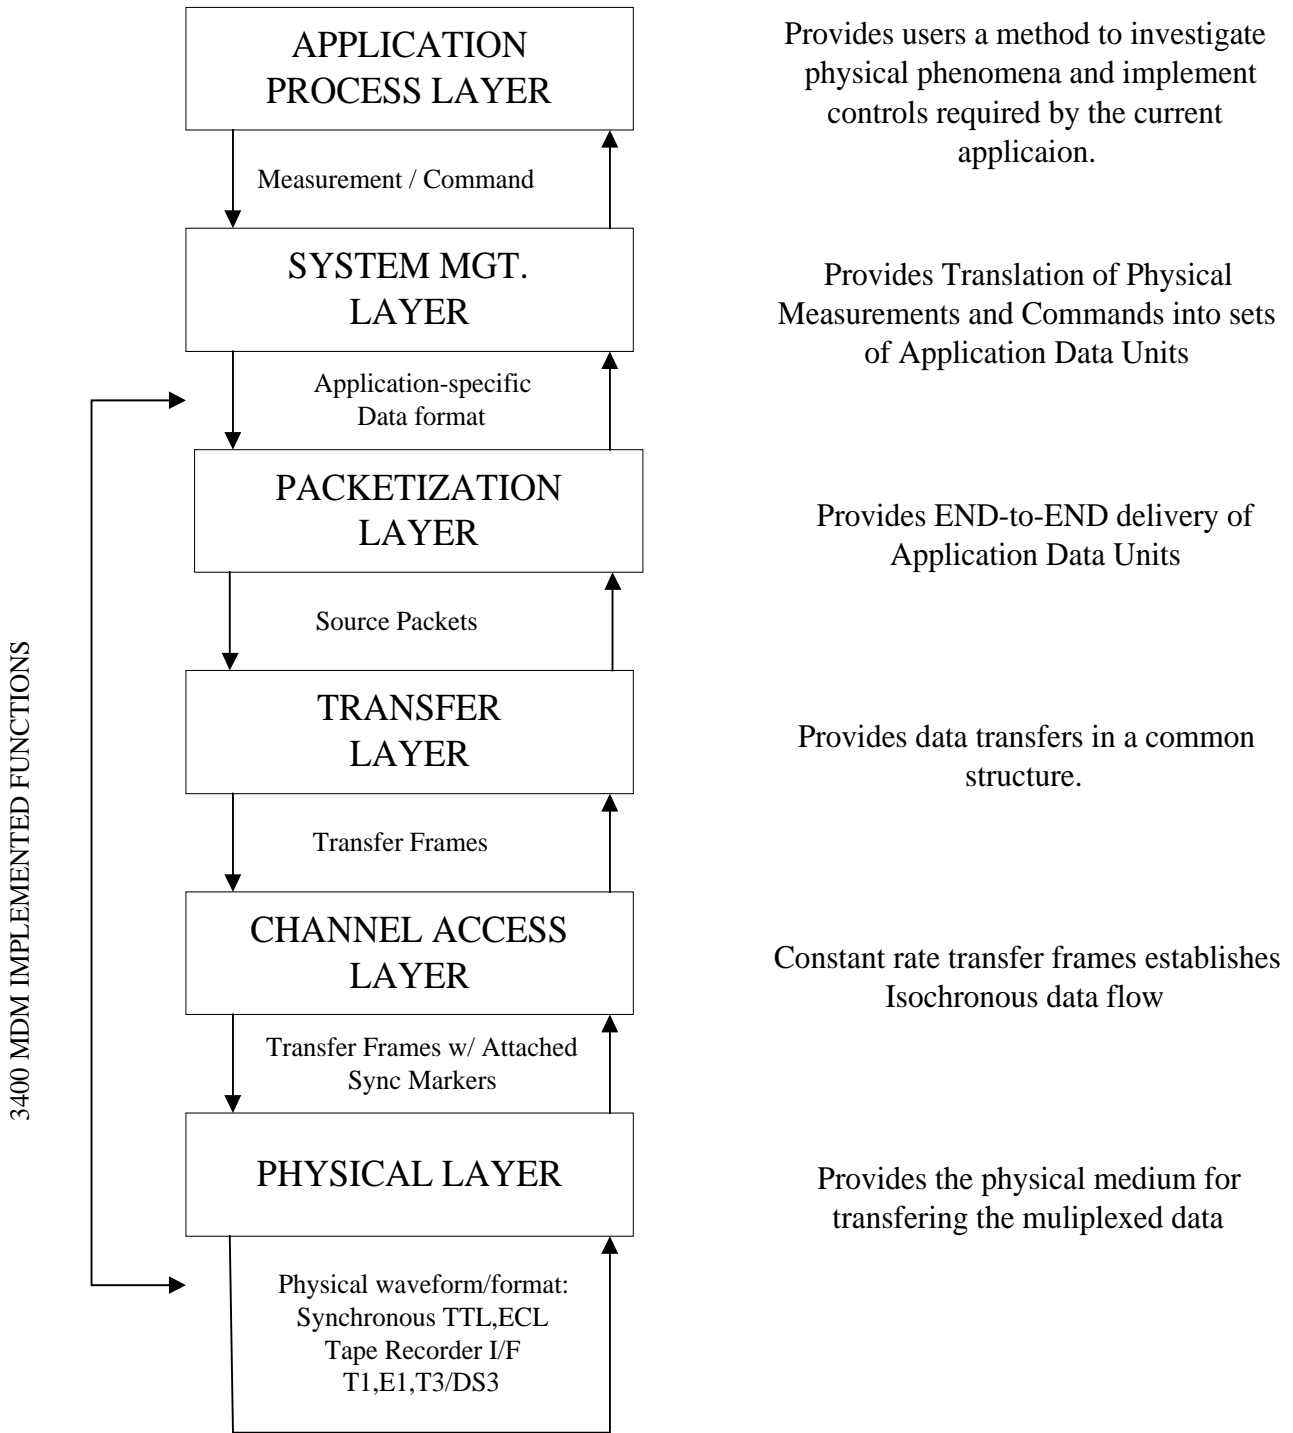 APPLICATION
PROCESS LAYER
Provides users a method to investigate
physical phenomena and implement
controls required by the current
applicaion.
Measurement / Command
SYSTEM MGT.
LAYER
Provides Translation of Physical
Measurements and Commands into sets
of Application Data Units
Application-specific
Data format
PACKETIZATION
LAYER
Provides END-to-END delivery of
Application Data Units
Source Packets
3400 MDM IMPLEMENTED FUNCTIONS
TRANSFER
LAYER
Provides data transfers in a common
structure.
Transfer Frames
CHANNEL ACCESS
LAYER
Constant rate transfer frames establishes
Isochronous data flow
Transfer Frames w/ Attached
Sync Markers
PHYSICAL LAYER
Provides the physical medium for
transfering the muliplexed data
Physical waveform/format:
Synchronous TTL,ECL
Tape Recorder I/F
T1,E1,T3/DS3